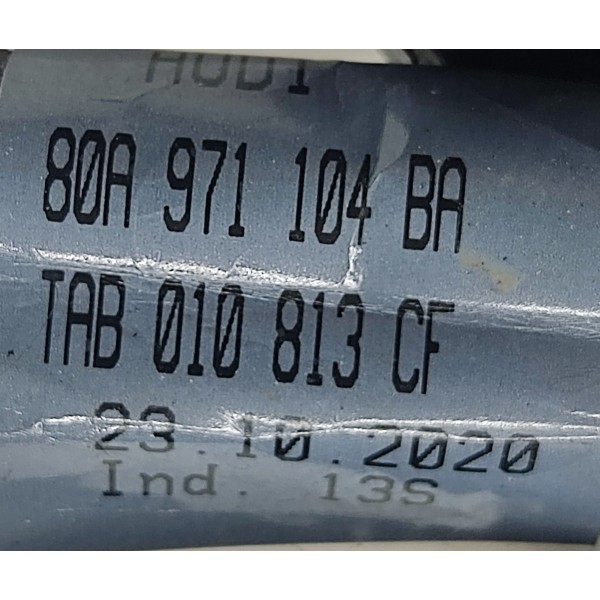 AUDI
80A 971 104 BA
TAB 010 813 CF
23.10.2020
Ind. 13S